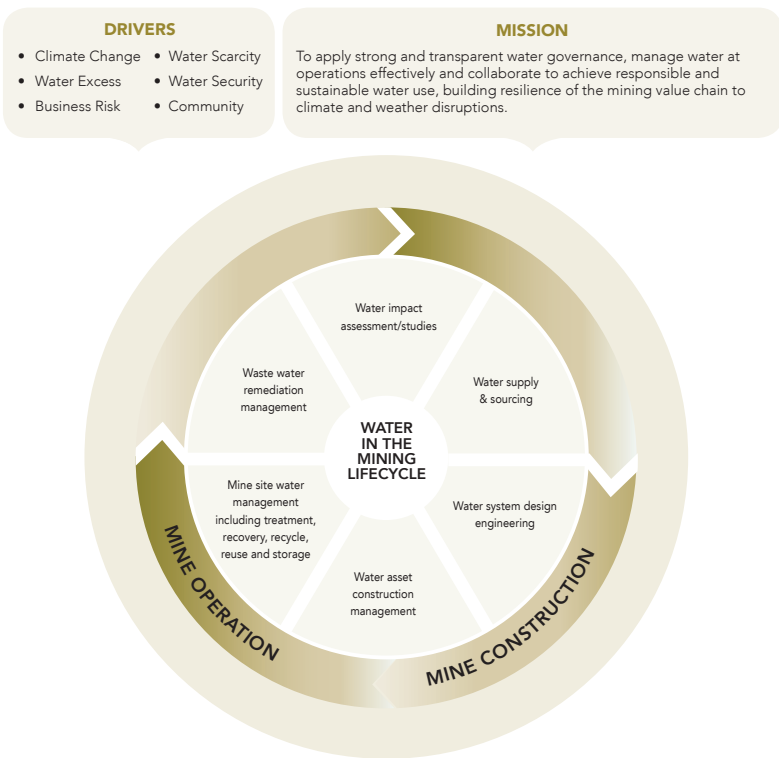 DRIVERS
• Climate Change
• Water Excess
• Business Risk
• Water Scarcity
• Water Security
• Community
MISSION
To apply strong and transparent water governance, manage water at
operations effectively and collaborate to achieve responsible and
sustainable water use, building resilience of the mining value chain to
climate and weather disruptions.
Water impact
assessment/studies
Water supply
& sourcing
Water system design
engineering
Water asset
construction
management
Mine site water
management
including treatment,
recovery, recycle,
reuse and storage
Waste water
remediation
management
WATER
IN THE
MINING
LIFECYCLE
MINE CONSTRUCTION
MINE OPERATION